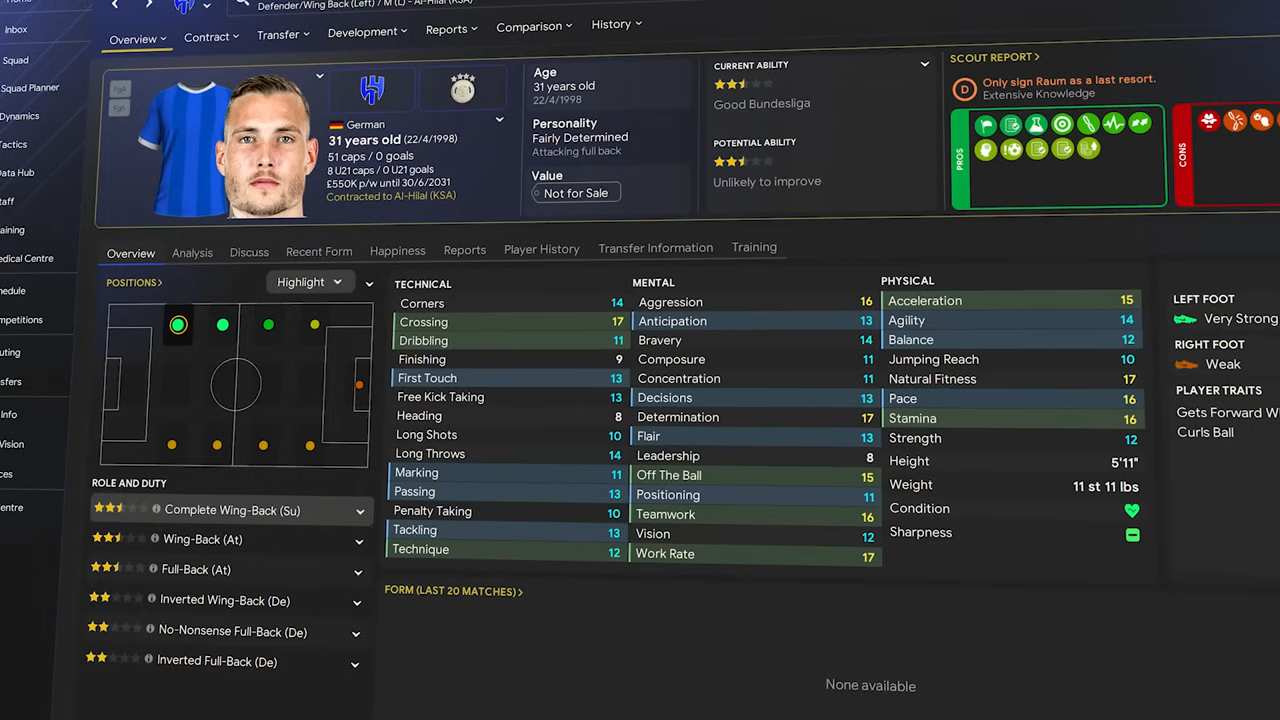 Inbox
Squad
Squad Planner
Dynamics
Tactics
Data Hub
Staff
Training
Medical Centre
Schedule
Competitions
Scouting
Transfers
Info
Vision
Centre
Defender/Wing Back (Left) / M (L) - Al-Hilal (KSA)
Overview
Contract
Transfer
Development
Reports
Comparison
History
FgA
Fgn
German
31 years old (22/4/1998)
51 caps / 0 goals
8 U21 caps / 0 U21 goals
£550K p/w until 30/6/2031
Contracted to Al-Hilal (KSA)
Age
31 years old
22/4/1998
Personality
Fairly Determined
Attacking full back
Value
Not for Sale
CURRENT ABILITY
Good Bundesliga
POTENTIAL ABILITY
Unlikely to improve
SCOUT REPORT >
D
Only sign Raum as a last resort.
Extensive Knowledge
PROS
CONS
Overview
Analysis
Discuss
Recent Form
Happiness
Reports
Player History
Transfer Information
Training
POSITIONS >
Highlight
ROLE AND DUTY
Complete Wing-Back (Su)
Wing-Back (At)
Full-Back (At)
Inverted Wing-Back (De)
No-Nonsense Full-Back (De)
Inverted Full-Back (De)
TECHNICAL
Corners 14
Crossing 17
Dribbling 11
Finishing 9
First Touch 13
Free Kick Taking 13
Heading 8
Long Shots 10
Long Throws 14
Marking 11
Passing 13
Penalty Taking 10
Tackling 13
Technique 12
MENTAL
Aggression 16
Anticipation 13
Bravery 14
Composure 11
Concentration 11
Decisions 13
Determination 17
Flair 13
Leadership 8
Off The Ball 15
Positioning 11
Teamwork 16
Vision 12
Work Rate 17
PHYSICAL
Acceleration 15
Agility 14
Balance 12
Jumping Reach 10
Natural Fitness 17
Pace 16
Stamina 16
Strength 12
Height 5'11"
Weight 11 st 11 lbs
Condition
Sharpness
LEFT FOOT
Very Strong
RIGHT FOOT
Weak
PLAYER TRAITS
Gets Forward W
Curls Ball
FORM (LAST 20 MATCHES) >
None available